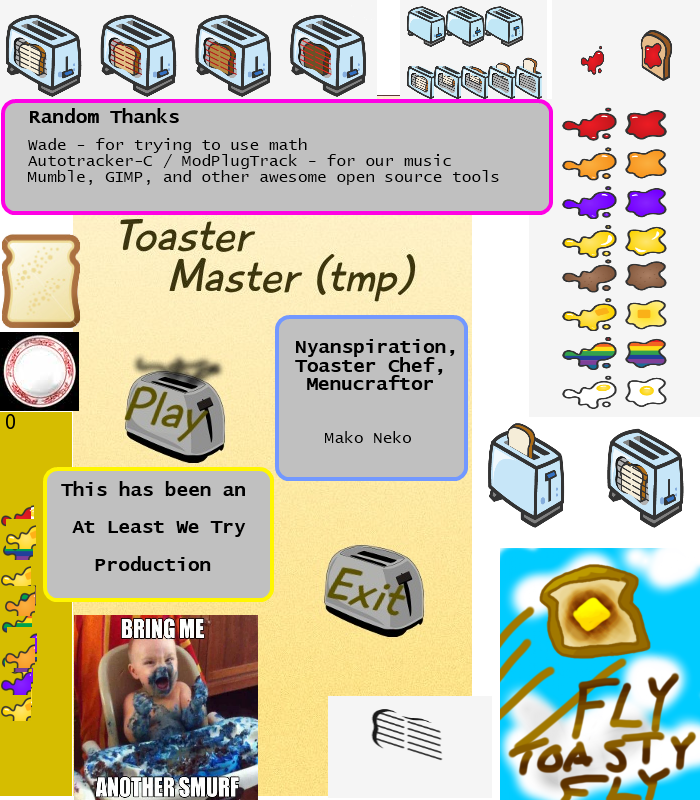 Random Thanks
Wade - for trying to use math
Autotracker-C / ModPlugTrack - for our music
Mumble, GIMP, and other awesome open source tools
Toaster
Master (tmp)
Nyanspiration,
Toaster Chef,
Menucraftor
Mako Neko
Play
0
This has been an
At Least We Try
Production
Exit
BRING ME
ANOTHER SMURF
FLY
TOASTY
FLY